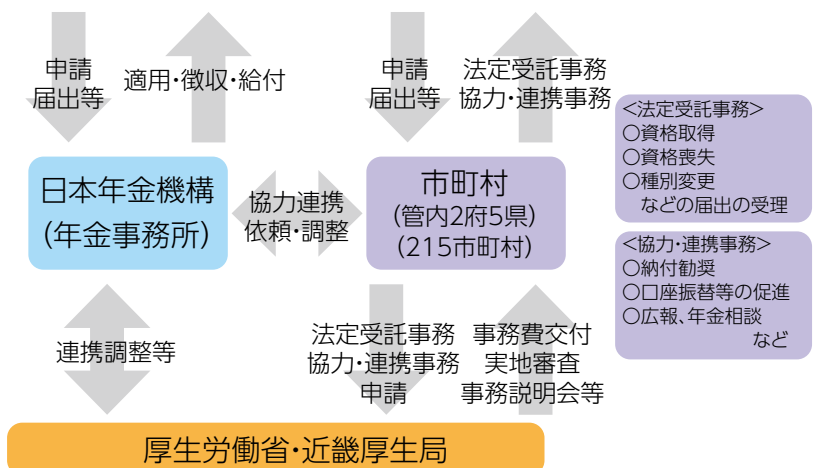 申請
届出等
適用・徴収・給付
申請
届出等
法定受託事務
協力・連携事務
<法定受託事務>
○資格取得
○資格喪失
○種別変更
などの届出の受理
日本年金機構
(年金事務所)
協力連携
依頼・調整
市町村
(管内2府5県)
(215市町村)
<協力・連携事務>
○納付勧奨
○口座振替等の促進
○広報、年金相談
など
連携調整等
法定受託事務
協力・連携事務
申請
事務費交付
実地審査
事務説明会等
厚生労働省・近畿厚生局